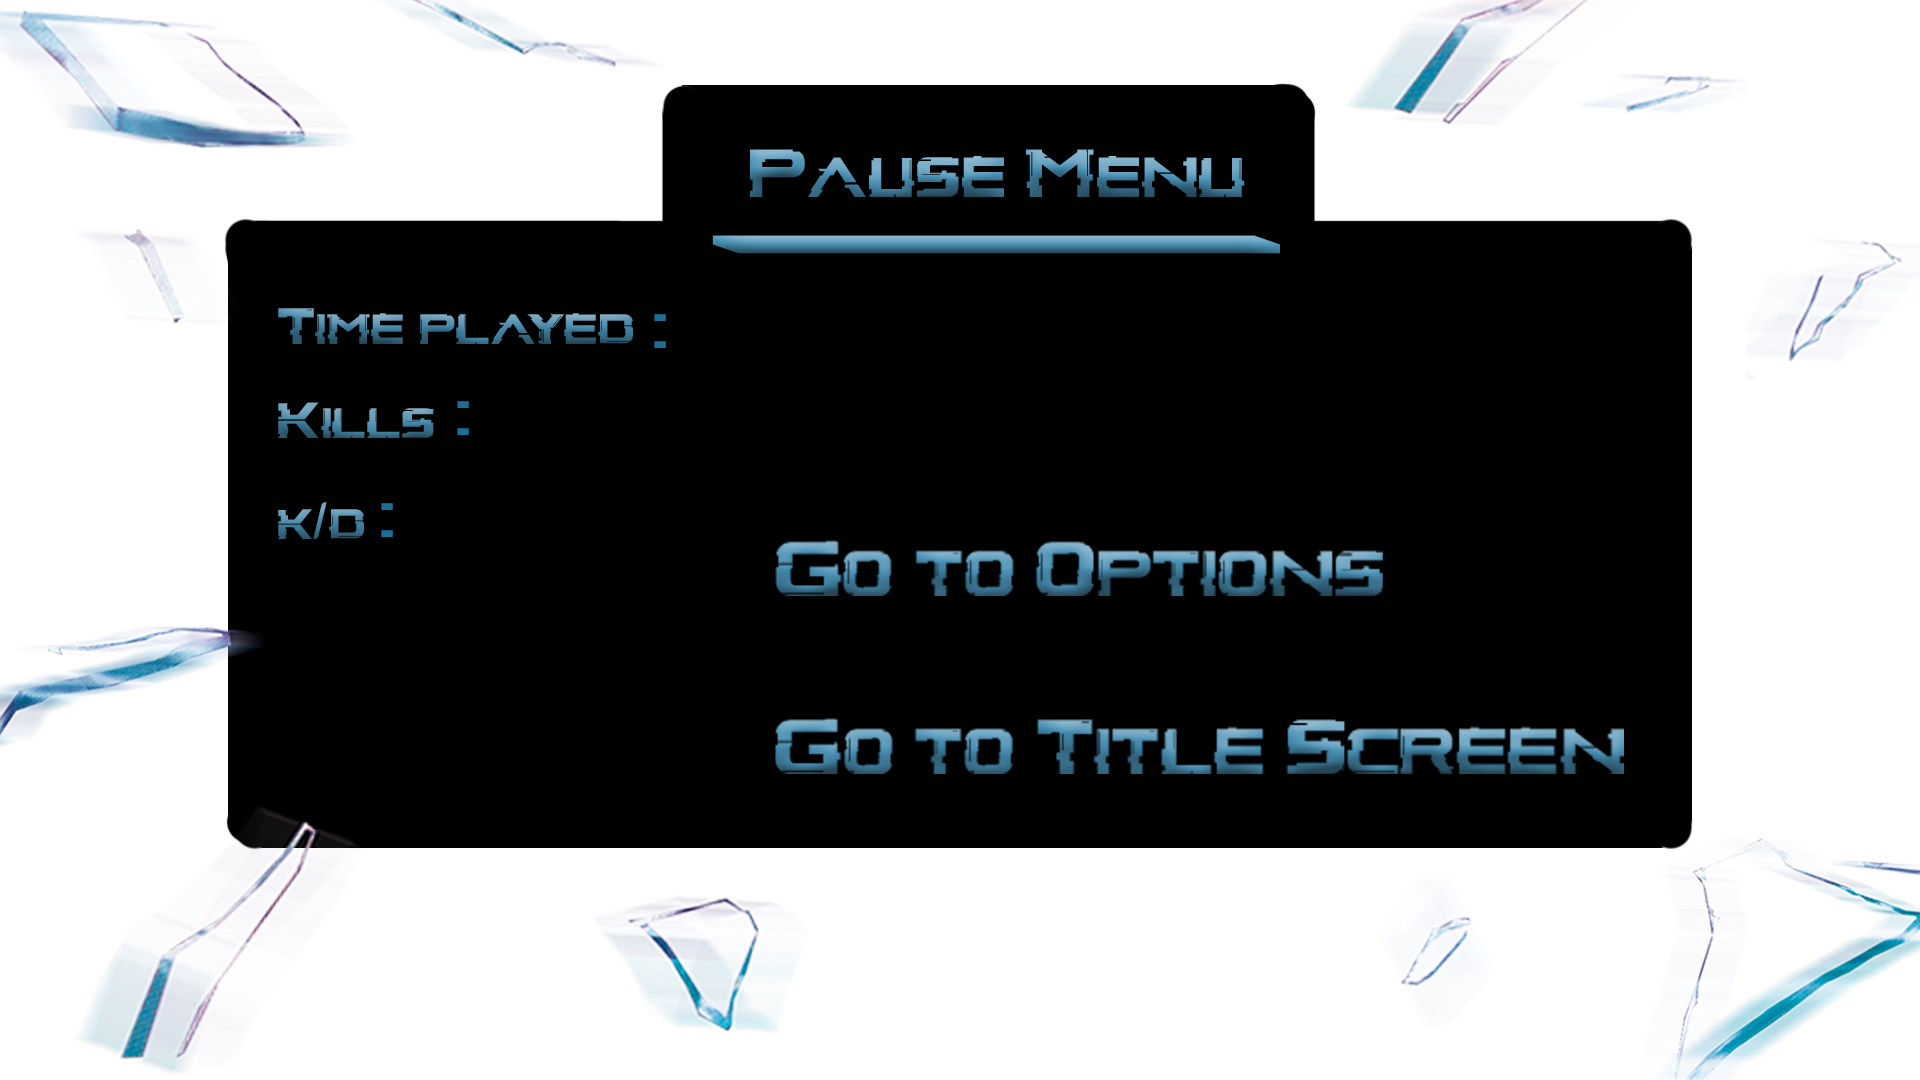 Pause Menu
Time played :
Kills :
K/D :
Go to Options
Go to Title Screen